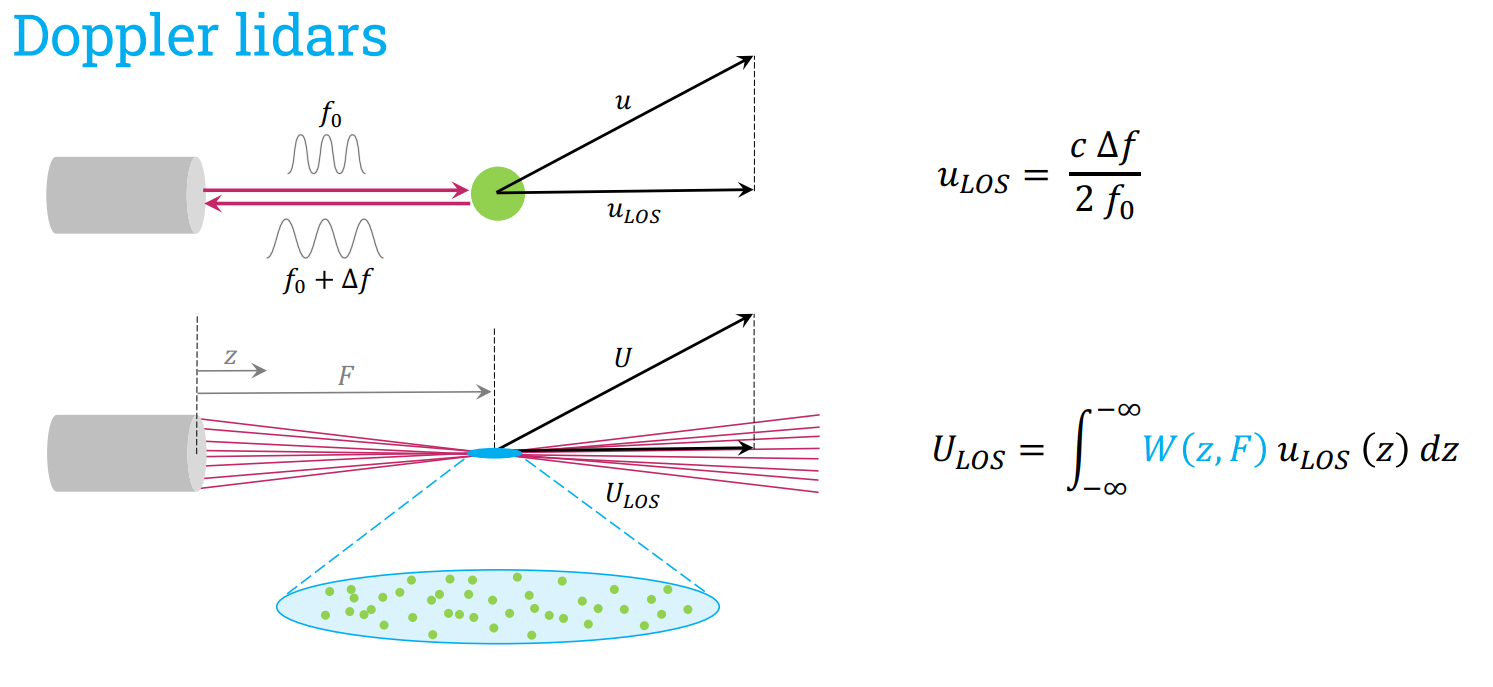 Doppler lidars
f₀
u
u_LOS
f₀ + Δf
u_LOS = c Δf / 2 f₀
z
F
U
U_LOS
U_LOS = ∫_{−∞}^{−∞} W(z, F) u_LOS (z) dz